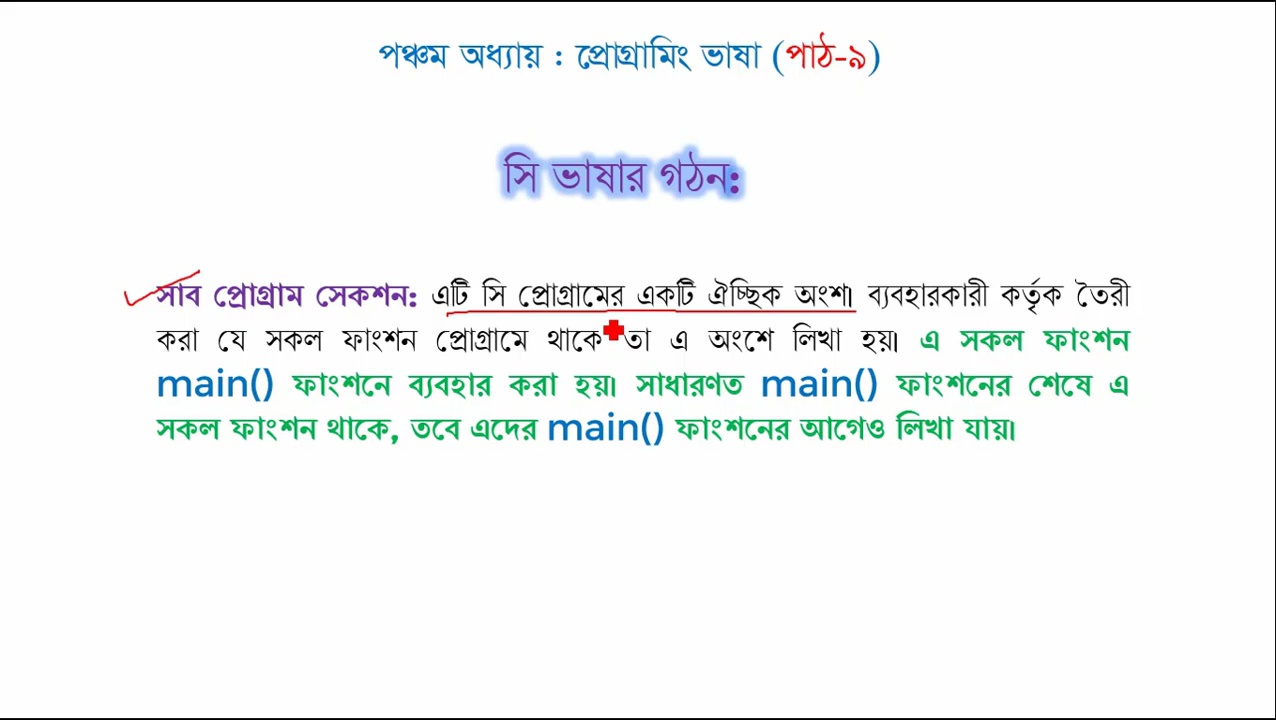 পঞ্চম অধ্যায় : প্রোগ্রামিং ভাষা (পাঠ-৯)
সি ভাষার গঠন:
সাব প্রোগ্রাম সেকশন: এটি সি প্রোগ্রামের একটি ঐচ্ছিক অংশ। ব্যবহারকারী কর্তৃক তৈরী
করা যে সকল ফাংশন প্রোগ্রামে থাকে তা এ অংশে লিখা হয়। এ সকল ফাংশন
main() ফাংশনে ব্যবহার করা হয়। সাধারণত main() ফাংশনের শেষে এ
সকল ফাংশন থাকে, তবে এদের main() ফাংশনের আগেও লিখা যায়।